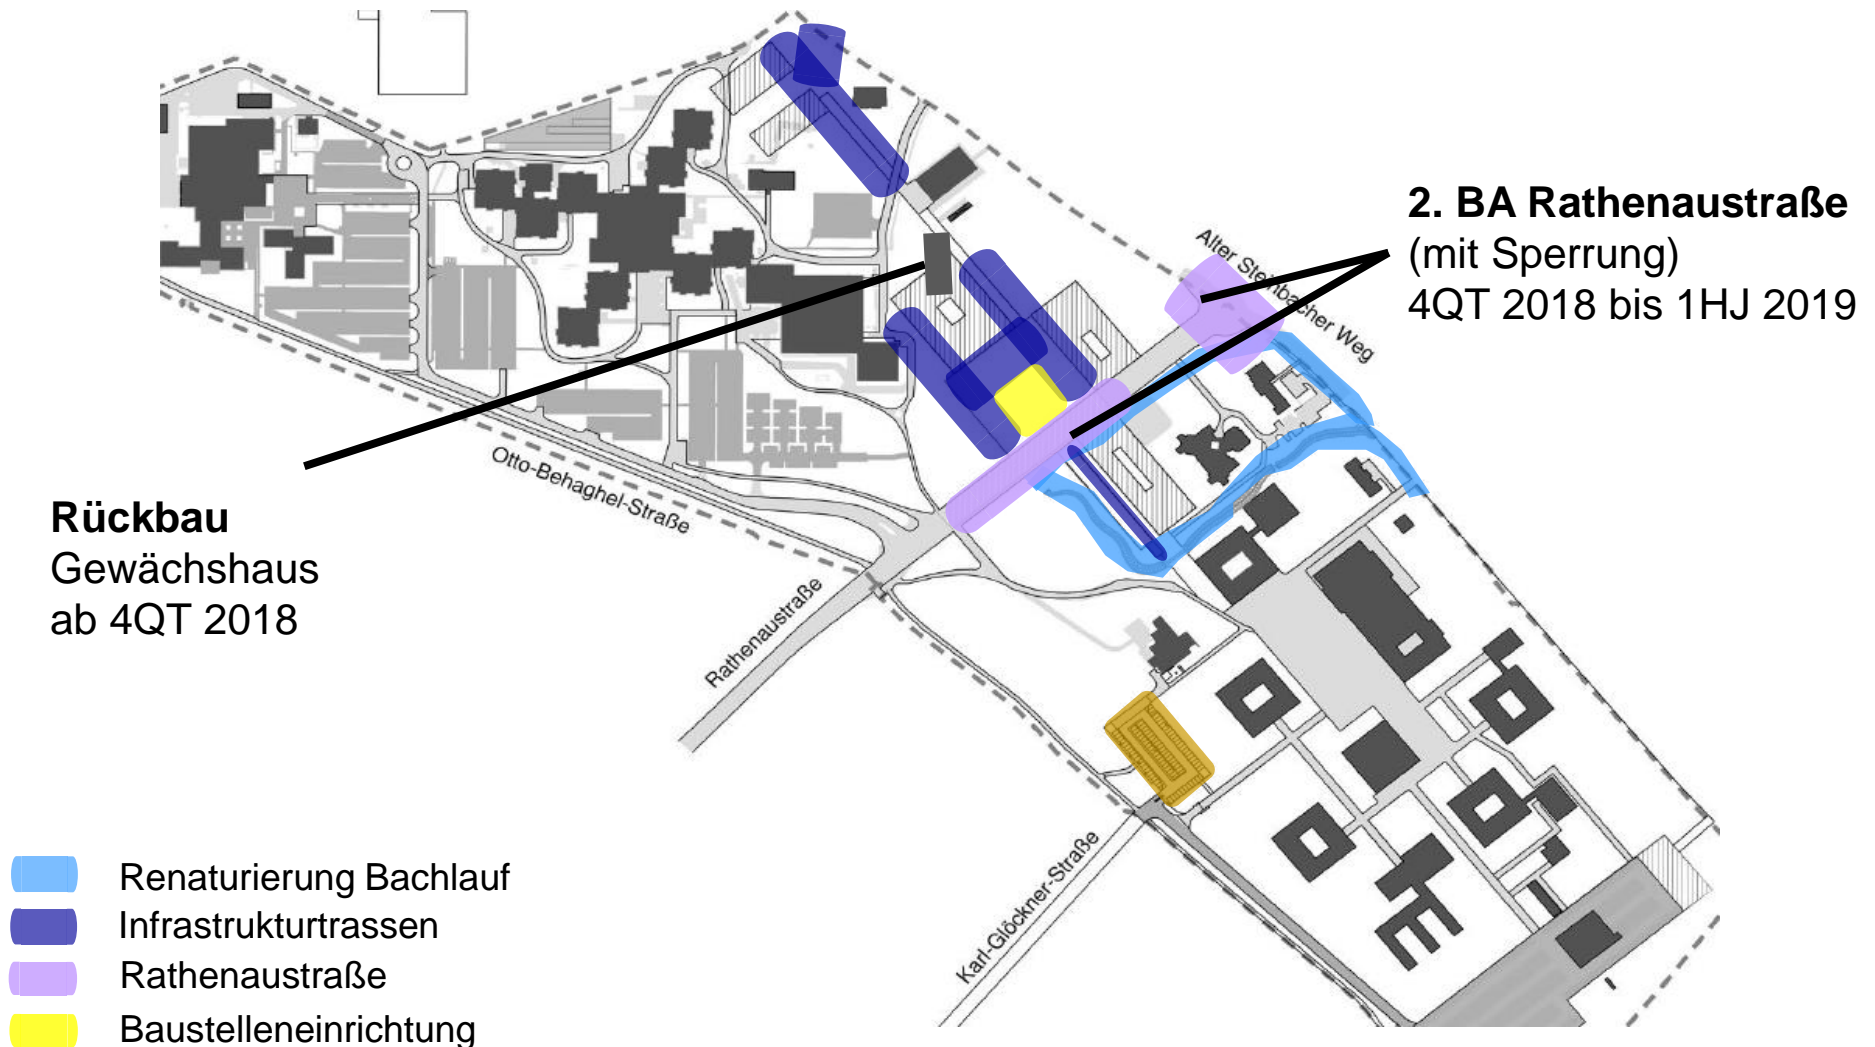 2. BA Rathenaustraße
(mit Sperrung)
4QT 2018 bis 1HJ 2019
Alter Steinbacher Weg
Otto-Behaghel-Straße
Rückbau
Gewächshaus
ab 4QT 2018
Rathenaustraße
Karl-Glöckner-Straße
Renaturierung Bachlauf
Infrastrukturtrassen
Rathenaustraße
Baustelleneinrichtung